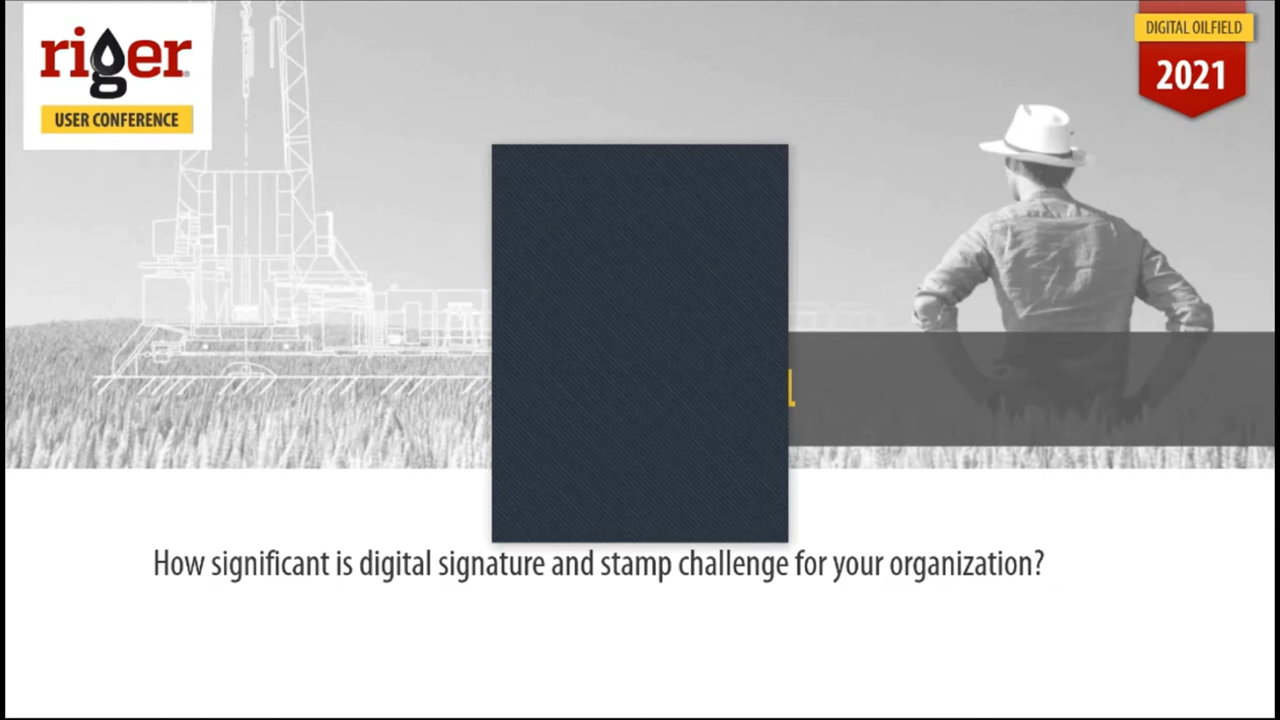 riger
USER CONFERENCE
DIGITAL OILFIELD
2021
How significant is digital signature and stamp challenge for your organization?